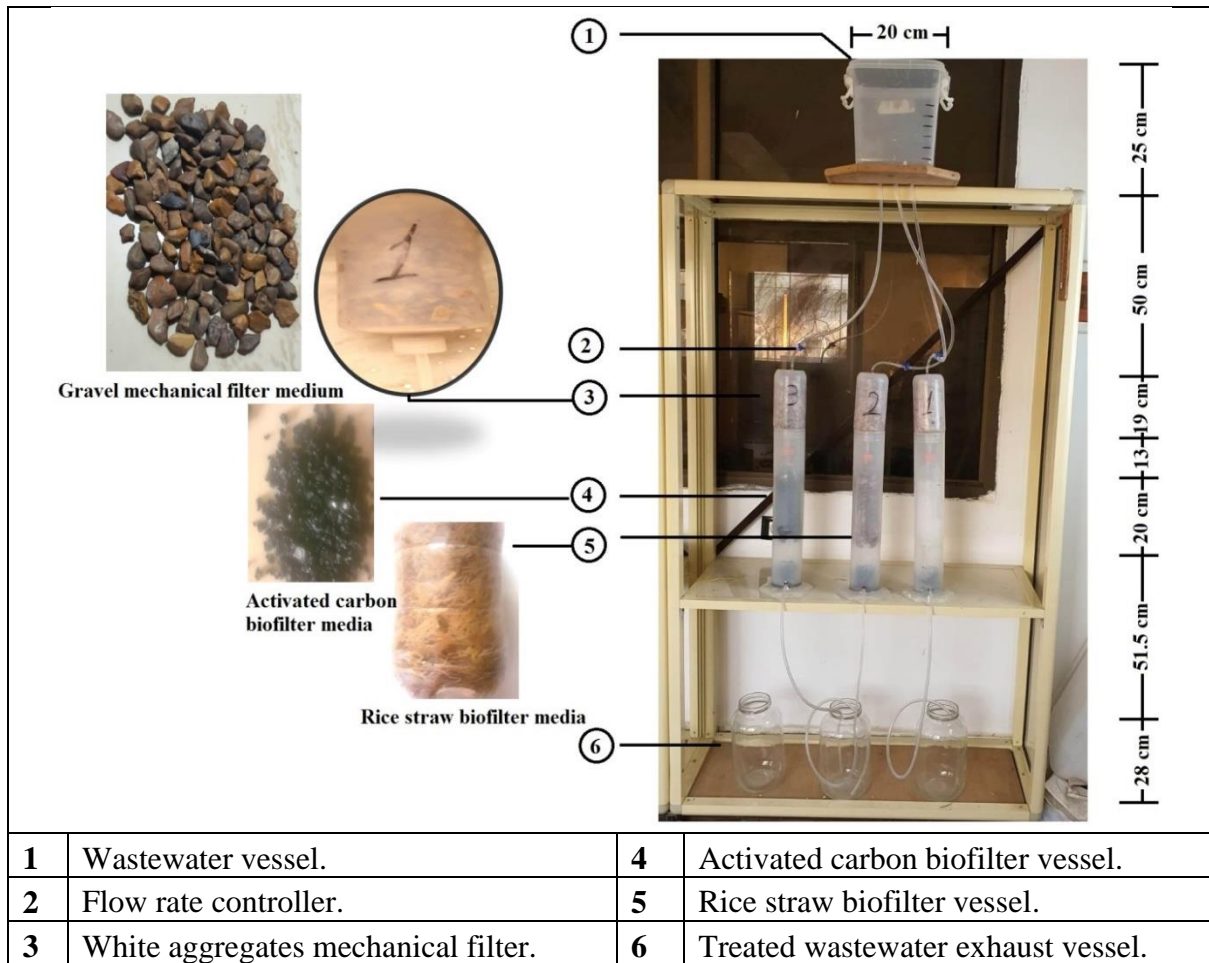 1
20 cm
25 cm
50 cm
2
Gravel mechanical filter medium
1
3
3
2
1
19 cm
13
4
20 cm
5
Activated carbon
biofilter media
51.5 cm
Rice straw biofilter media
6
28 cm
1 Wastewater vessel. 4 Activated carbon biofilter vessel.
2 Flow rate controller. 5 Rice straw biofilter vessel.
3 White aggregates mechanical filter. 6 Treated wastewater exhaust vessel.